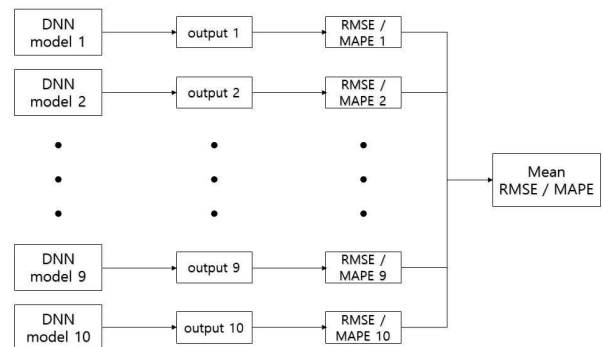 DNN
model 1
output 1
RMSE /
MAPE 1
DNN
model 2
output 2
RMSE /
MAPE 2
Mean
RMSE / MAPE
DNN
model 9
output 9
RMSE /
MAPE 9
DNN
model 10
output 10
RMSE /
MAPE 10